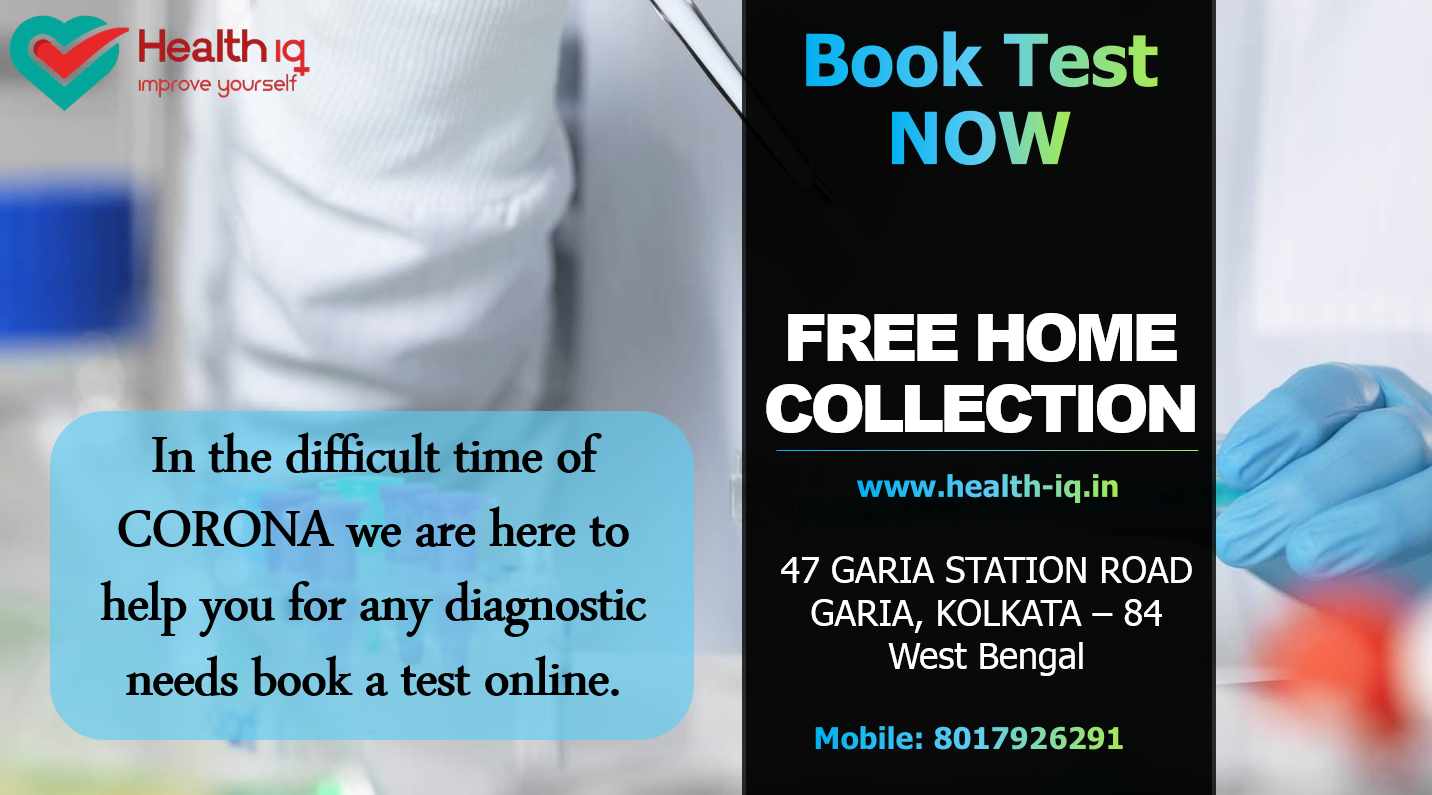 Health iq
improve yourself
Book Test
NOW
FREE HOME
COLLECTION
www.health-iq.in
47 GARIA STATION ROAD
GARIA, KOLKATA – 84
West Bengal
Mobile: 8017926291
In the difficult time of
CORONA we are here to
help you for any diagnostic
needs book a test online.